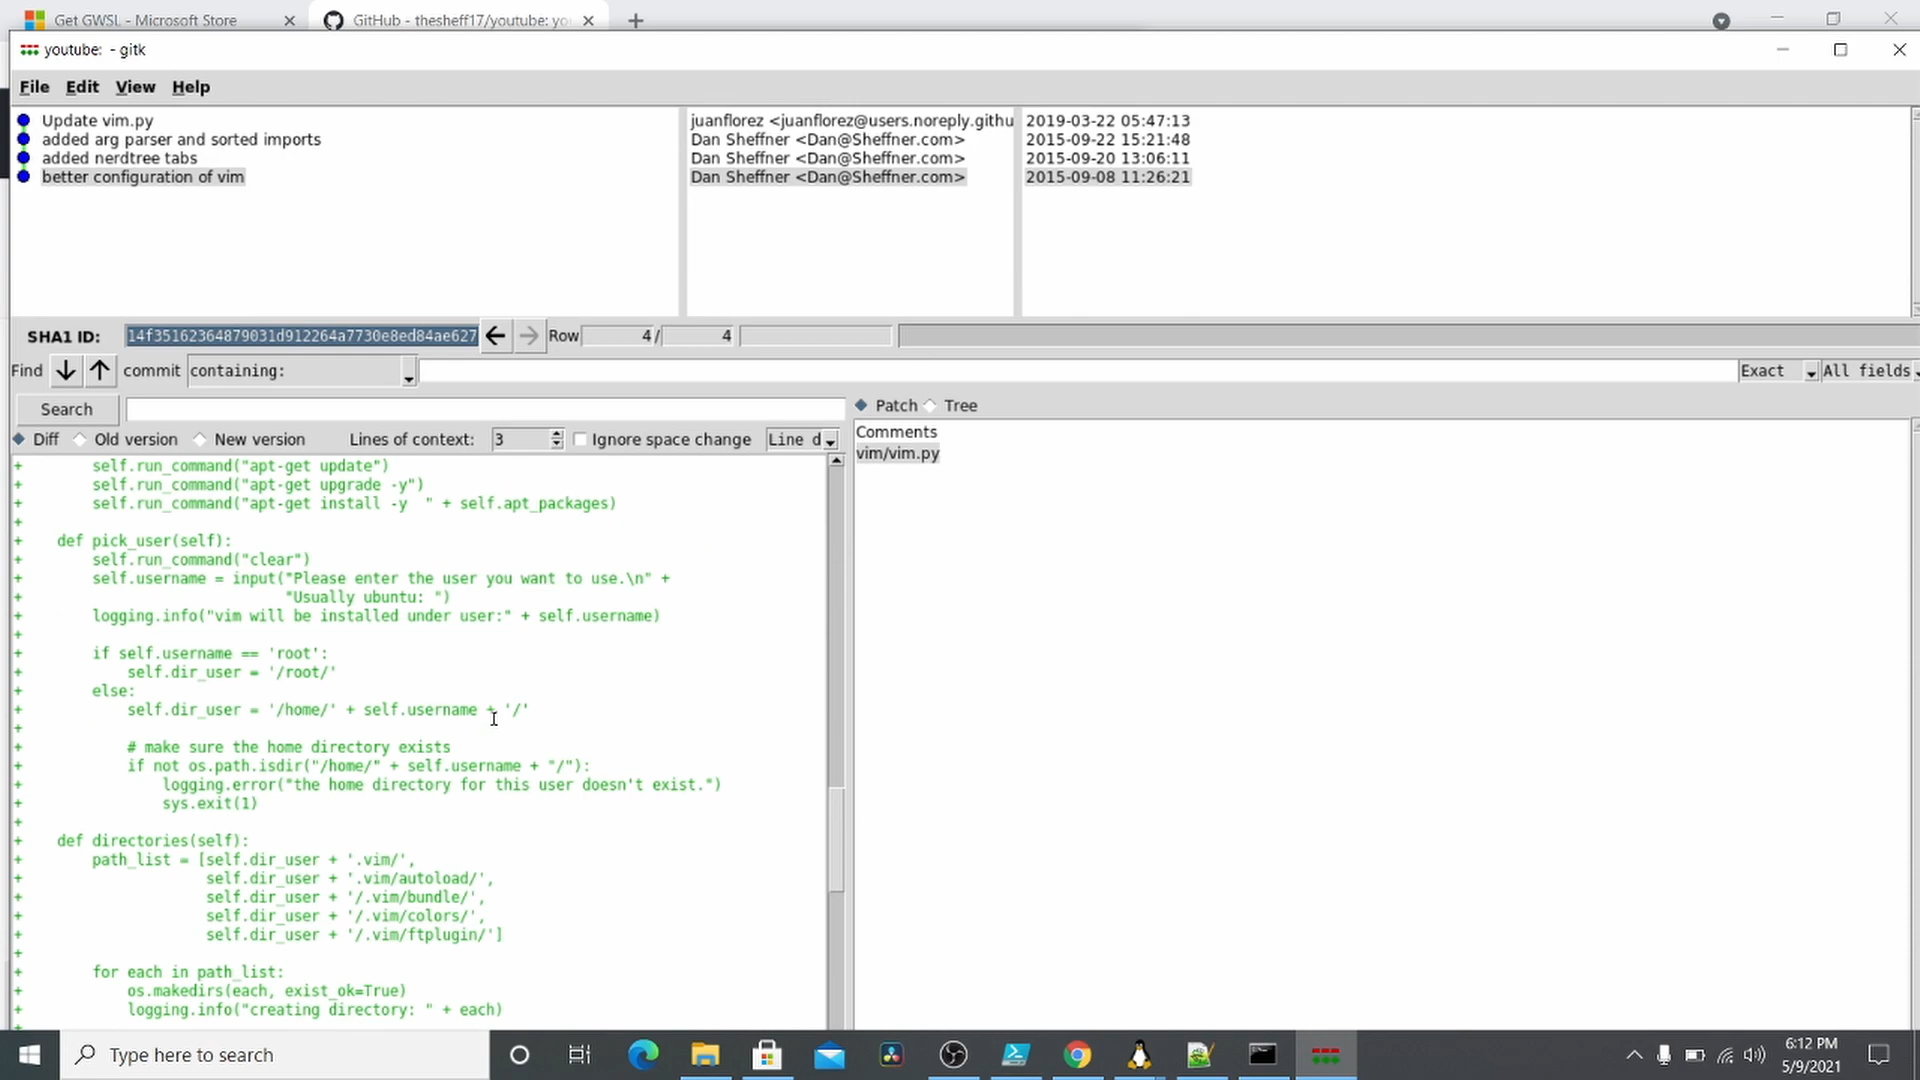 Get GWSL - Microsoft Store
GitHub - thesheff17/youtube: yo
youtube: - gitk
File Edit View Help
Update vim.py juanflorez <juanflorez@users.noreply.githu 2019-03-22 05:47:13
added arg parser and sorted imports Dan Sheffner <Dan@Sheffner.com> 2015-09-22 15:21:48
added nerdtree tabs Dan Sheffner <Dan@Sheffner.com> 2015-09-20 13:06:11
better configuration of vim Dan Sheffner <Dan@Sheffner.com> 2015-09-08 11:26:21
SHA1 ID: 14f35162364879031d912264a7730e8ed84ae627 Row 4 / 4
Find commit containing: Exact All fields
Search
Patch Tree
Diff Old version New version Lines of context: 3 Ignore space change Line d
Comments
vim/vim.py
+        self.run_command("apt-get update")
+        self.run_command("apt-get upgrade -y")
+        self.run_command("apt-get install -y  " + self.apt_packages)
+
+    def pick_user(self):
+        self.run_command("clear")
+        self.username = input("Please enter the user you want to use.\n" +
+                              "Usually ubuntu: ")
+        logging.info("vim will be installed under user:" + self.username)
+
+        if self.username == 'root':
+            self.dir_user = '/root/'
+        else:
+            self.dir_user = '/home/' + self.username + '/'
+
+            # make sure the home directory exists
+            if not os.path.isdir("/home/" + self.username + "/"):
+                logging.error("the home directory for this user doesn't exist.")
+                sys.exit(1)
+
+    def directories(self):
+        path_list = [self.dir_user + '.vim/',
+                     self.dir_user + '.vim/autoload/',
+                     self.dir_user + '/.vim/bundle/',
+                     self.dir_user + '/.vim/colors/',
+                     self.dir_user + '/.vim/ftplugin/']
+
+        for each in path_list:
+            os.makedirs(each, exist_ok=True)
+            logging.info("creating directory: " + each)
+
Type here to search
6:12 PM
5/9/2021